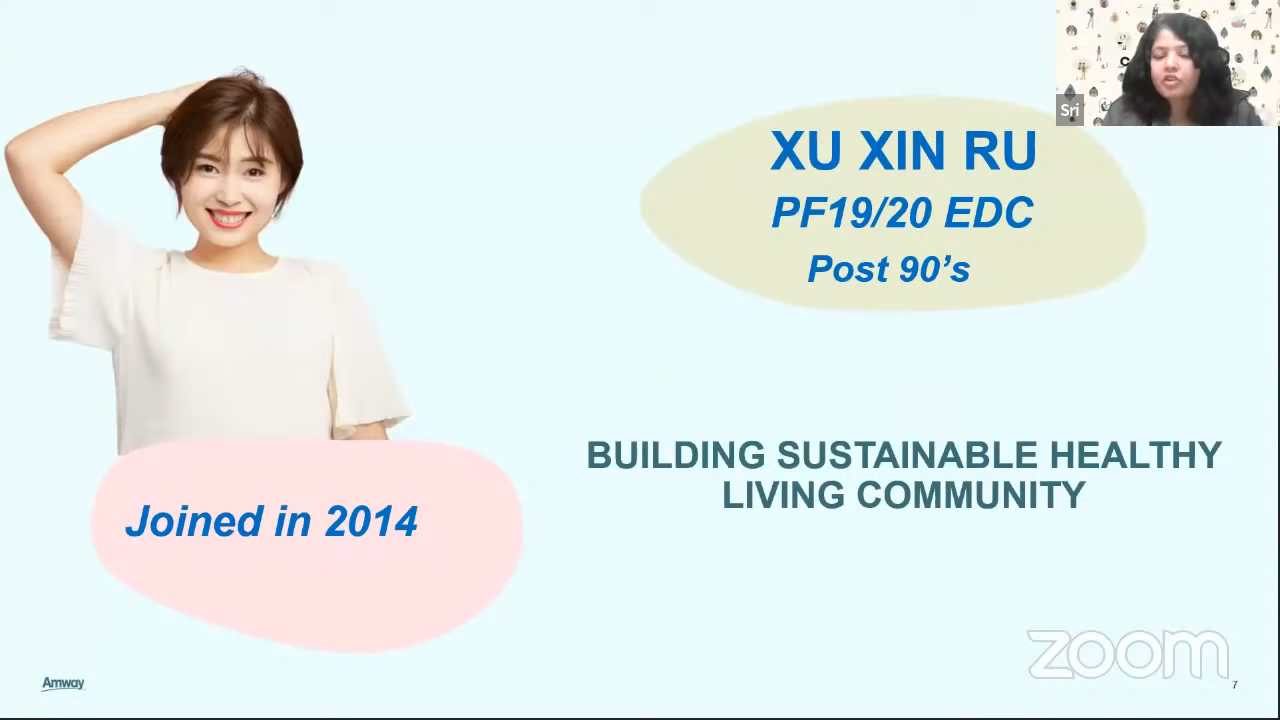 Sri
XU XIN RU
PF19/20 EDC
Post 90’s
BUILDING SUSTAINABLE HEALTHY
LIVING COMMUNITY
Joined in 2014
zoom
Amway
7